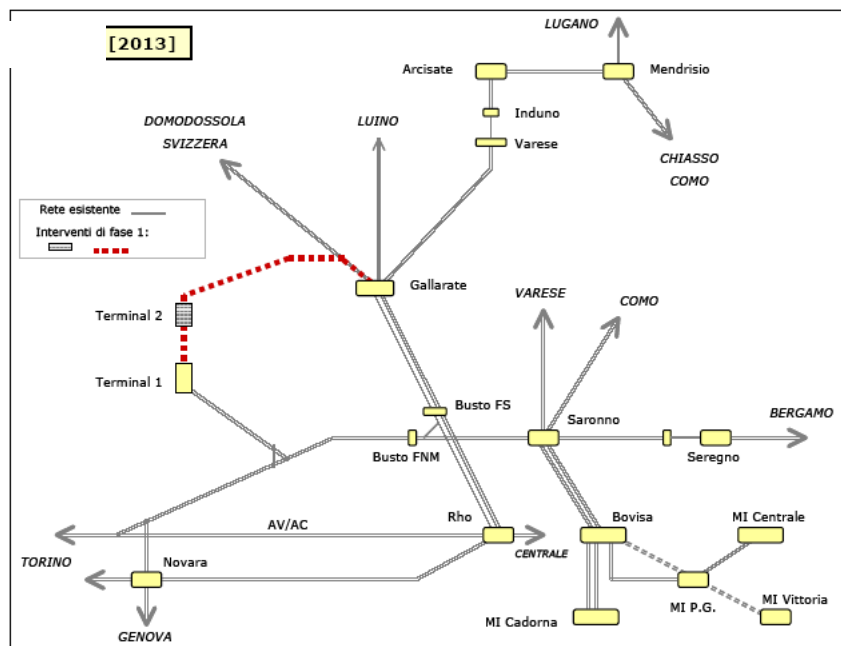 [2013]
LUGANO
Arcisate
Mendrisio
Induno
Varese
DOMODOSSOLA
SVIZZERA
LUINO
CHIASSO
COMO
Rete esistente
Interventi di fase 1:
Gallarate
VARESE
COMO
Terminal 2
Terminal 1
Busto FS
Saronno
BERGAMO
Busto FNM
Seregno
AV/AC
Rho
Bovisa
MI Centrale
CENTRALE
TORINO
Novara
MI P.G.
MI Vittoria
MI Cadorna
GENOVA